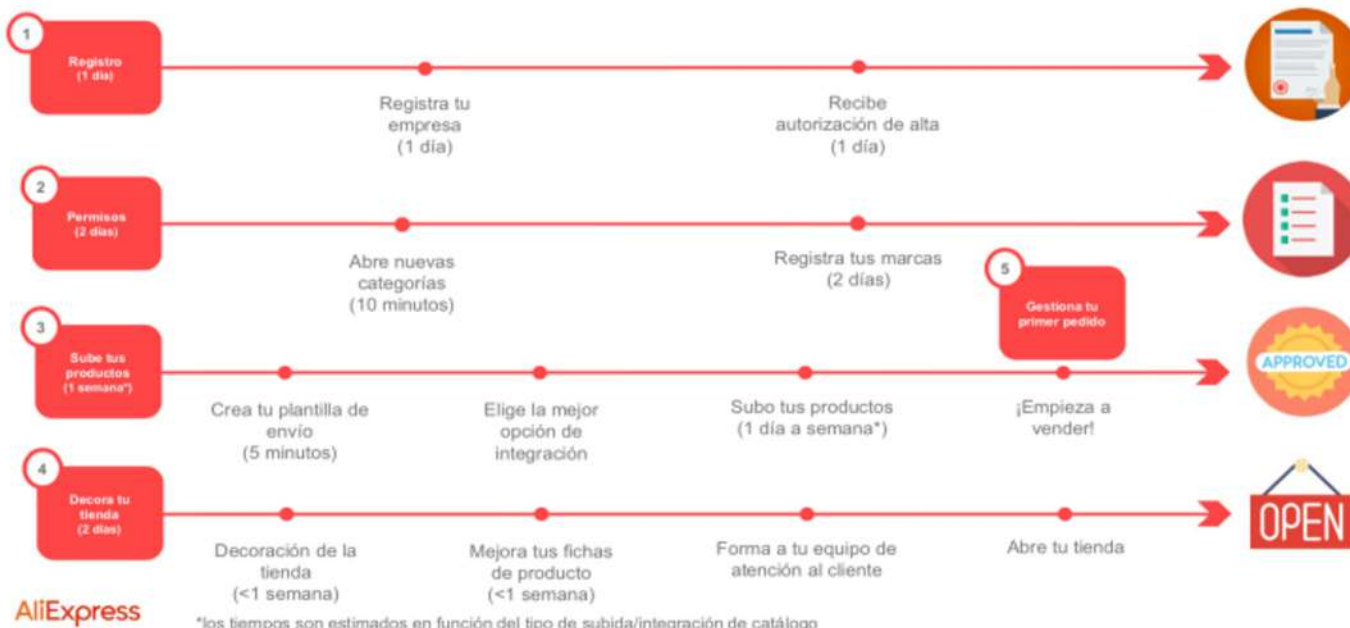 1
Registro
(1 día)
Registra tu
empresa
(1 día)
Recibe
autorización de alta
(1 día)
2
Permisos
(2 días)
Abre nuevas
categorías
(10 minutos)
Registra tus marcas
(2 días)
5
Gestiona tu
primer pedido
3
Sube tus
productos
(1 semana*)
Crea tu plantilla de
envío
(5 minutos)
Elige la mejor
opción de
integración
Subo tus productos
(1 día a semana*)
¡Empieza a
vender!
APPROVED
4
Decora tu
tienda
(2 días)
Decoración de la
tienda
(<1 semana)
Mejora tus fichas
de producto
(<1 semana)
Forma a tu equipo de
atención al cliente
Abre tu tienda
OPEN
AliExpress
*los tiempos son estimados en función del tipo de subida/integración de catálogo